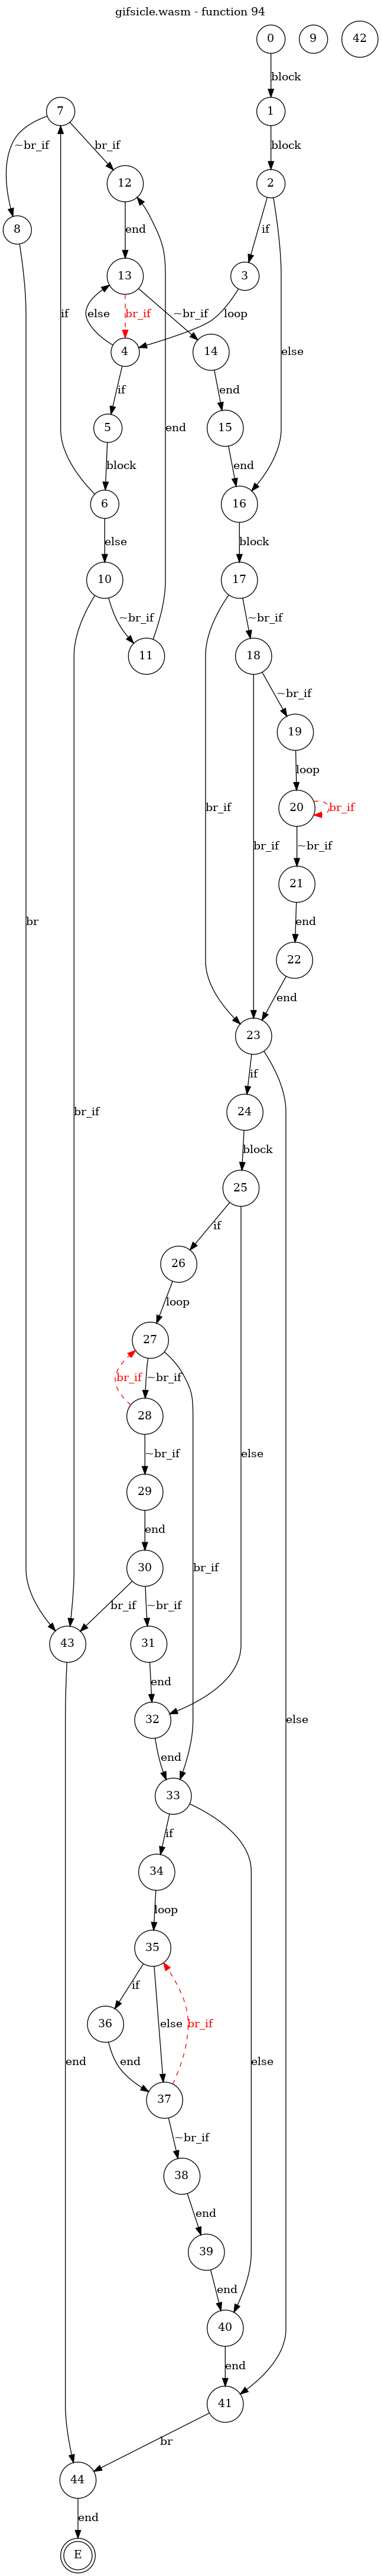 gifsicle.wasm - function 94
0 9 42
block
7 1
~br_if br_if block
12 2
8 end if
13 3
else br_if ~br_if loop else
4 14
if end
5 15
if block end end
6 16
else block
10 17
~br_if ~br_if
11 18
~br_if
19
loop
br_if br_if 20 br_if
~br_if
21
br end
22
end
23
br_if if
24
block
25
if
26
loop
27
br_if ~br_if
28
~br_if else
29
end
30 br_if
br_if ~br_if
43 31
end else
32
end
33
if
34
loop
35
if
36 else br_if
end end else
37
~br_if
38
end
39
end
40
end
41
br
44
end
E